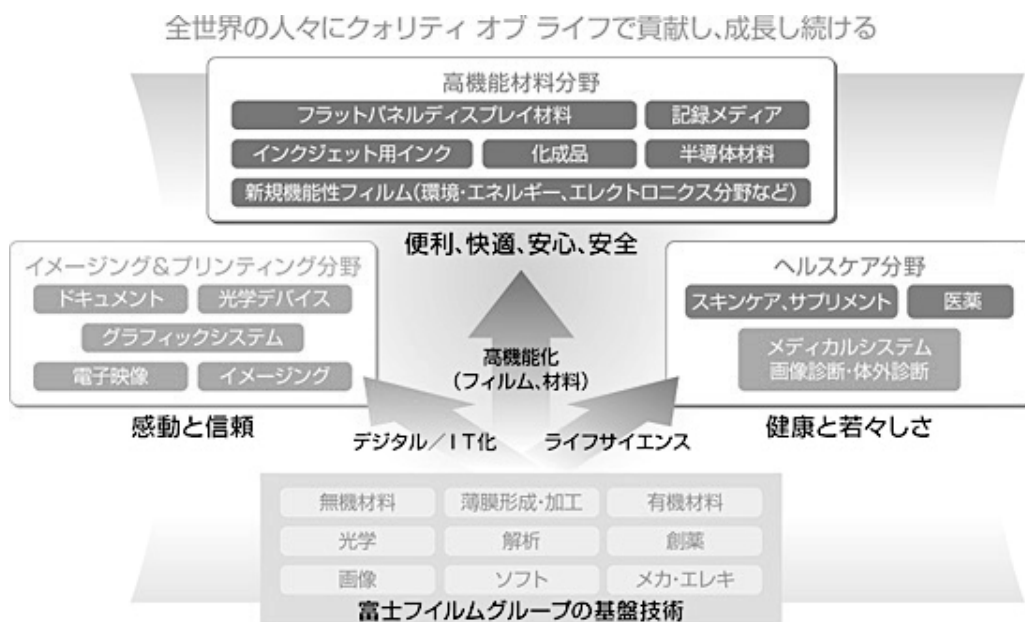 全世界の人々にクォリティ オブ ライフで貢献し、成長し続ける
高機能材料分野
フラットパネルディスプレイ材料
記録メディア
インクジェット用インク
化成品
半導体材料
新規機能性フィルム(環境・エネルギー、エレクトロニクス分野など)
便利、快適、安心、安全
イメージング&プリンティング分野
ドキュメント
光学デバイス
グラフィックシステム
電子映像
イメージング
感動と信頼
ヘルスケア分野
スキンケア、サプリメント
医薬
メディカルシステム
画像診断・体外診断
健康と若々しさ
高機能化
(フィルム、材料)
デジタル/IT化
ライフサイエンス
無機材料
薄膜形成・加工
有機材料
光学
解析
創薬
画像
ソフト
メカ・エレキ
富士フイルムグループの基盤技術